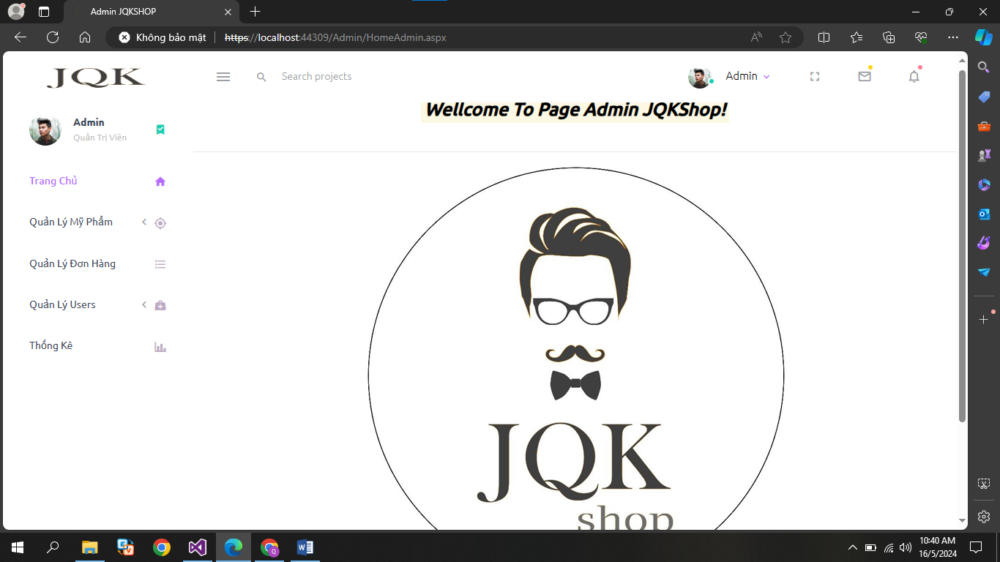 Admin JQKSHOP
Không bảo mật
https://localhost:44309/Admin/HomeAdmin.aspx
JQK
Search projects
Admin
Wellcome To Page Admin JQKShop!
Admin
Quản Trị Viên
Trang Chủ
Quản Lý Mỹ Phẩm
Quản Lý Đơn Hàng
Quản Lý Users
Thống Kê
JQK
shop
10:40 AM
16/5/2024